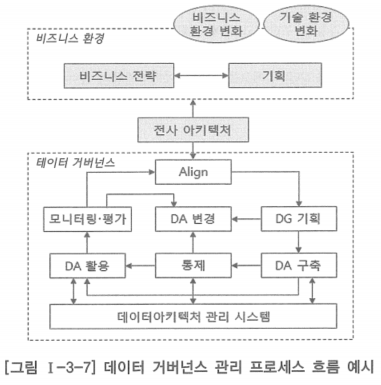 비즈니스
환경 변화
기술 환경
변화
비즈니스 환경
비즈니스 전략
기획
전사 아키텍처
데이터 거버넌스
Align
모니터링·평가
DA 변경
DG 기획
DA 활용
통제
DA 구축
데이터아키텍처 관리 시스템
[그림 Ⅰ-3-7] 데이터 거버넌스 관리 프로세스 흐름 예시